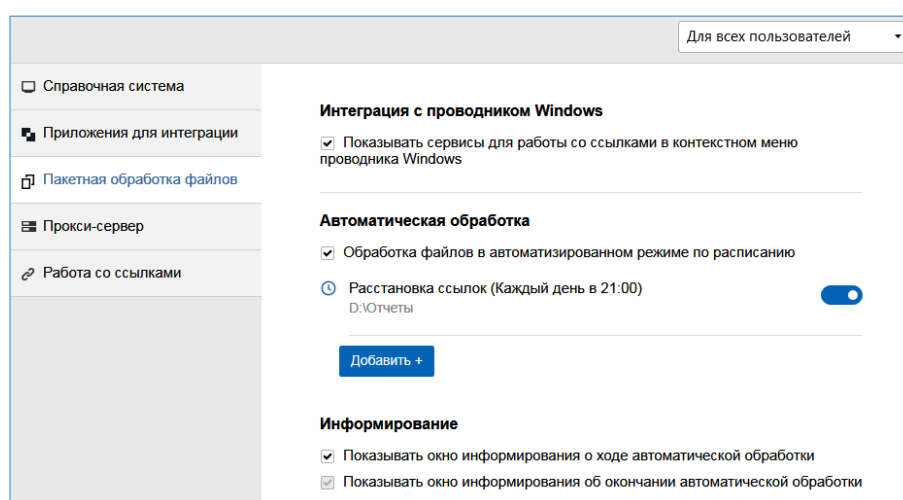 Для всех пользователей
Справочная система
Приложения для интеграции
Пакетная обработка файлов
Прокси-сервер
Работа со ссылками
Интеграция с проводником Windows
Показывать сервисы для работы со ссылками в контекстном меню
проводника Windows
Автоматическая обработка
Обработка файлов в автоматизированном режиме по расписанию
Расстановка ссылок (Каждый день в 21:00)
D:\Отчеты
Добавить +
Информирование
Показывать окно информирования о ходе автоматической обработки
Показывать окно информирования об окончании автоматической обработки